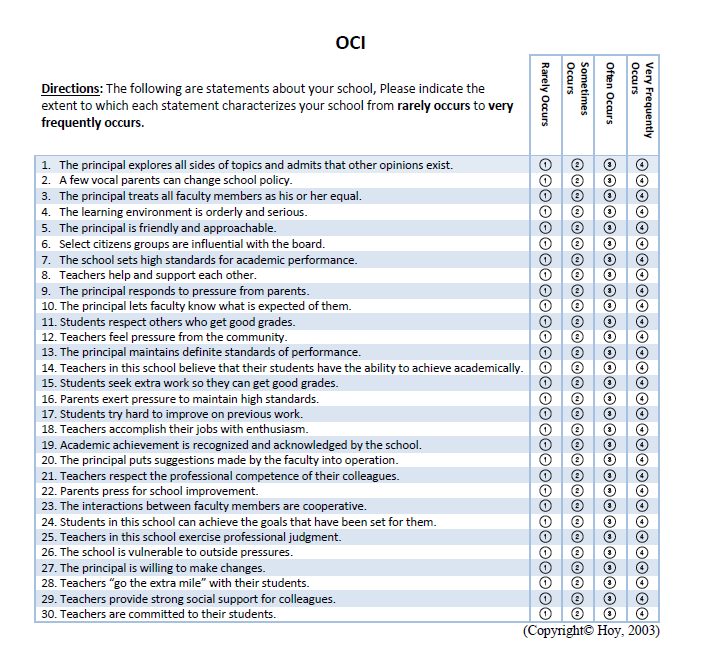 OCI
Directions: The following are statements about your school, Please indicate the
extent to which each statement characterizes your school from rarely occurs to very
frequently occurs.
Rarely Occurs
Sometimes
Occurs
Often Occurs
Very Frequently
Occurs
1. The principal explores all sides of topics and admits that other opinions exist. 1 2 3 4
2. A few vocal parents can change school policy. 1 2 3 4
3. The principal treats all faculty members as his or her equal. 1 2 3 4
4. The learning environment is orderly and serious. 1 2 3 4
5. The principal is friendly and approachable. 1 2 3 4
6. Select citizens groups are influential with the board. 1 2 3 4
7. The school sets high standards for academic performance. 1 2 3 4
8. Teachers help and support each other. 1 2 3 4
9. The principal responds to pressure from parents. 1 2 3 4
10. The principal lets faculty know what is expected of them. 1 2 3 4
11. Students respect others who get good grades. 1 2 3 4
12. Teachers feel pressure from the community. 1 2 3 4
13. The principal maintains definite standards of performance. 1 2 3 4
14. Teachers in this school believe that their students have the ability to achieve academically. 1 2 3 4
15. Students seek extra work so they can get good grades. 1 2 3 4
16. Parents exert pressure to maintain high standards. 1 2 3 4
17. Students try hard to improve on previous work. 1 2 3 4
18. Teachers accomplish their jobs with enthusiasm. 1 2 3 4
19. Academic achievement is recognized and acknowledged by the school. 1 2 3 4
20. The principal puts suggestions made by the faculty into operation. 1 2 3 4
21. Teachers respect the professional competence of their colleagues. 1 2 3 4
22. Parents press for school improvement. 1 2 3 4
23. The interactions between faculty members are cooperative. 1 2 3 4
24. Students in this school can achieve the goals that have been set for them. 1 2 3 4
25. Teachers in this school exercise professional judgment. 1 2 3 4
26. The school is vulnerable to outside pressures. 1 2 3 4
27. The principal is willing to make changes. 1 2 3 4
28. Teachers “go the extra mile” with their students. 1 2 3 4
29. Teachers provide strong social support for colleagues. 1 2 3 4
30. Teachers are committed to their students. 1 2 3 4
(Copyright© Hoy, 2003)